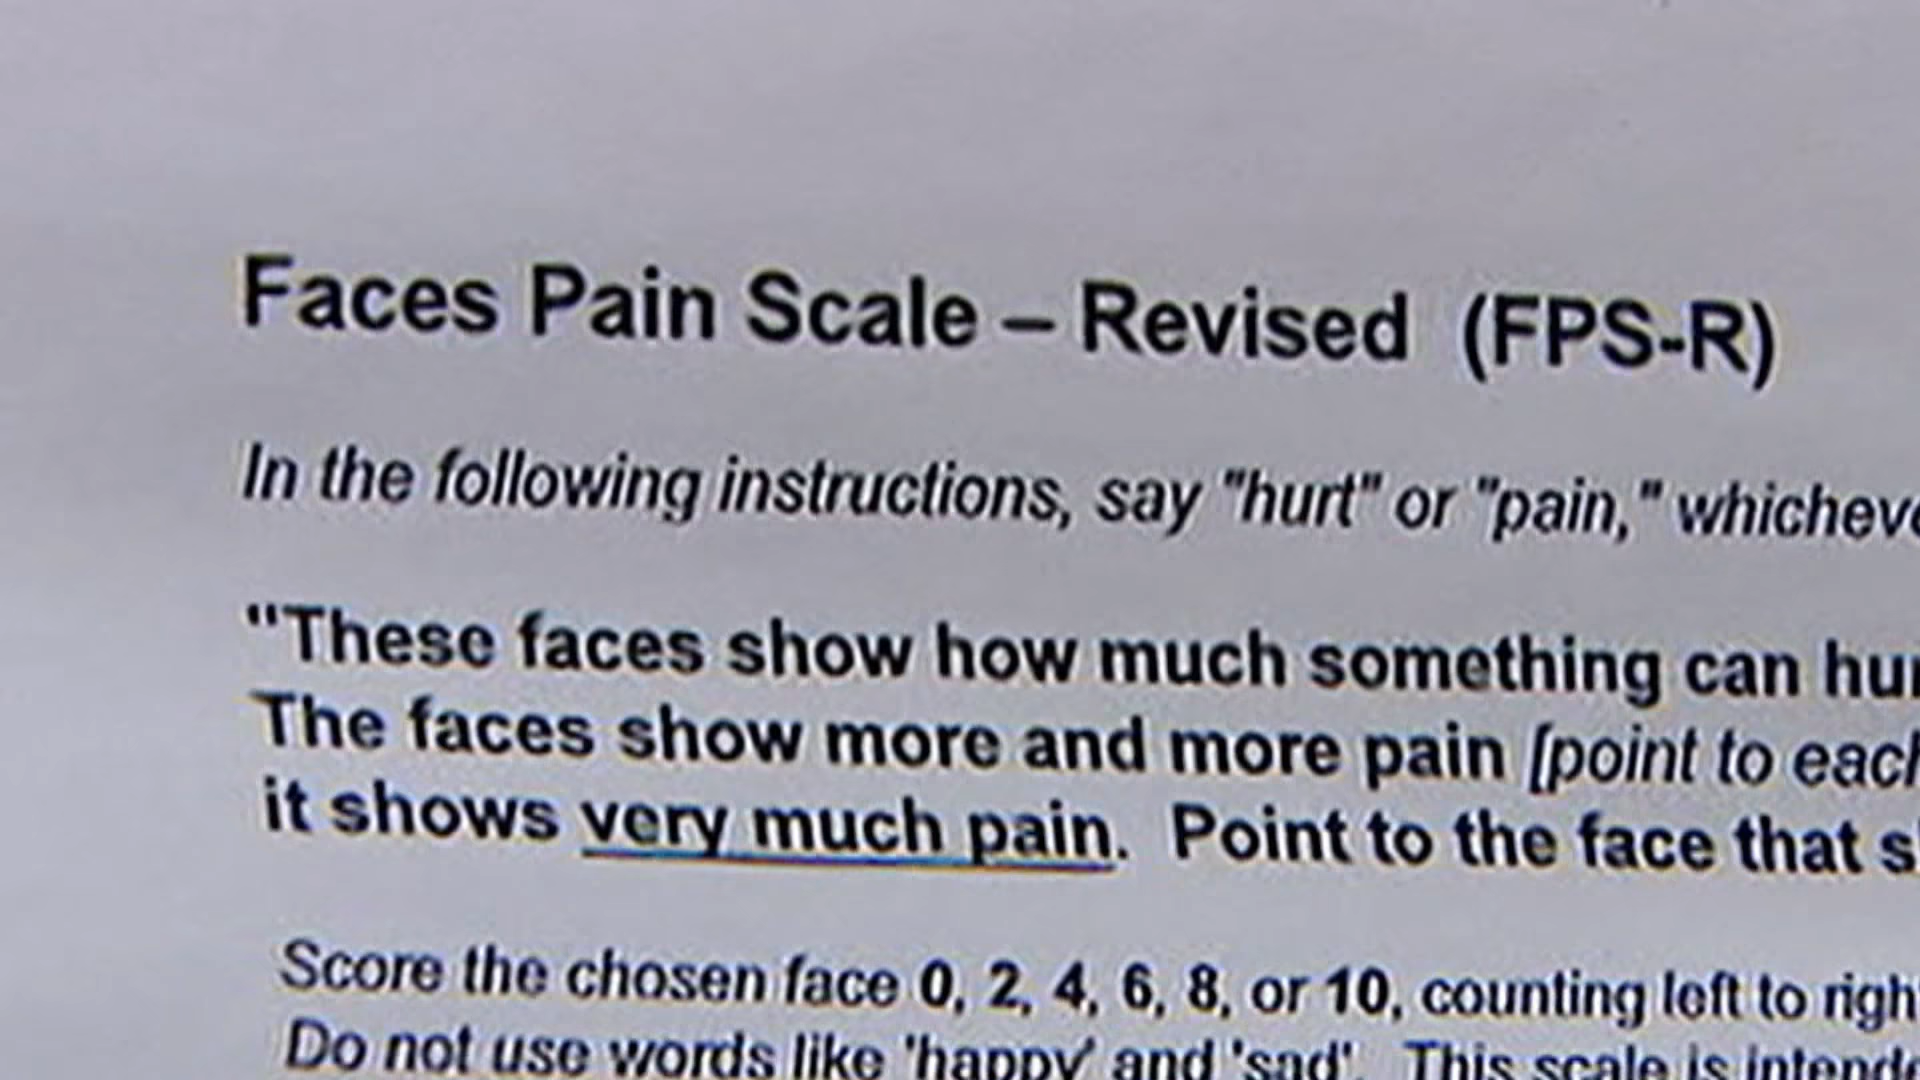 Faces Pain Scale – Revised (FPS-R)
In the following instructions, say "hurt" or "pain," whicheve
"These faces show how much something can hur
The faces show more and more pain [point to each
it shows very much pain. Point to the face that s
Score the chosen face 0, 2, 4, 6, 8, or 10, counting left to righ
Do not use words like 'happy' and 'sad'. This scale is intende